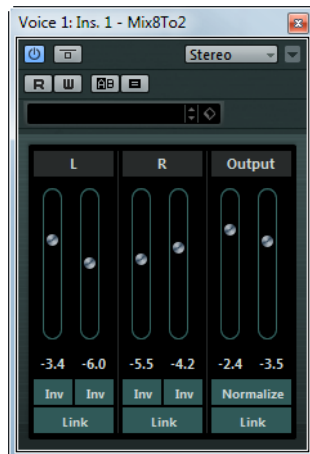 Voice 1: Ins. 1 - Mix8To2
Stereo
R W AB
L R Output
-3.4 -6.0 -5.5 -4.2 -2.4 -3.5
Inv Inv Inv Inv Normalize
Link Link Link